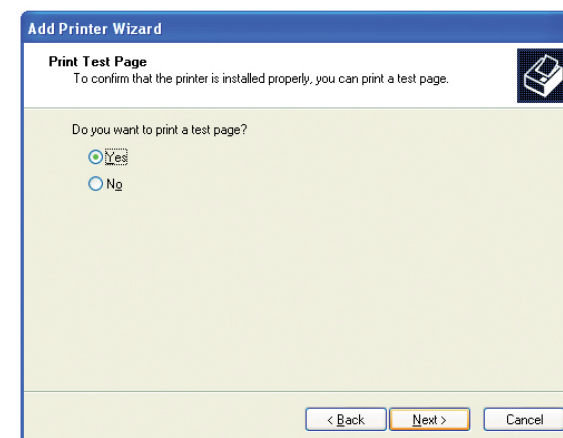 Add Printer Wizard
Print Test Page
To confirm that the printer is installed properly, you can print a test page.
Do you want to print a test page?
Yes
No
< Back Next > Cancel